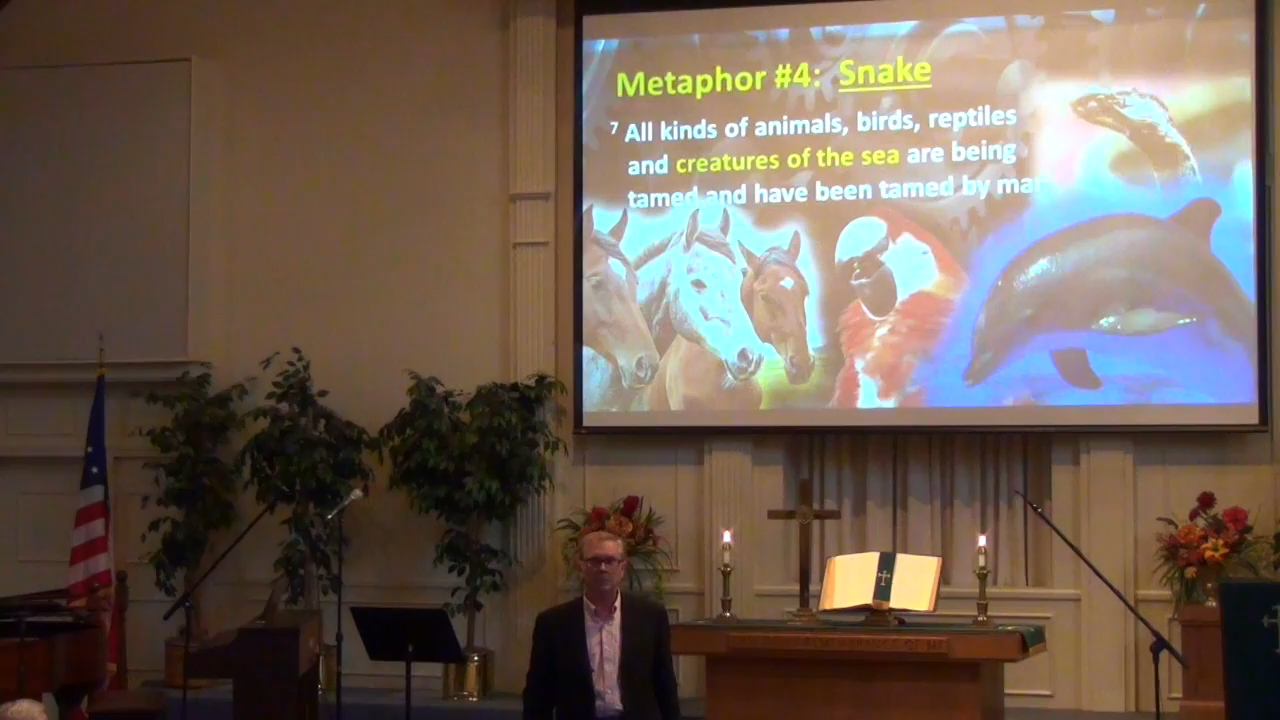 Metaphor #4: Snake
7 All kinds of animals, birds, reptiles
and creatures of the sea are being
tamed and have been tamed by